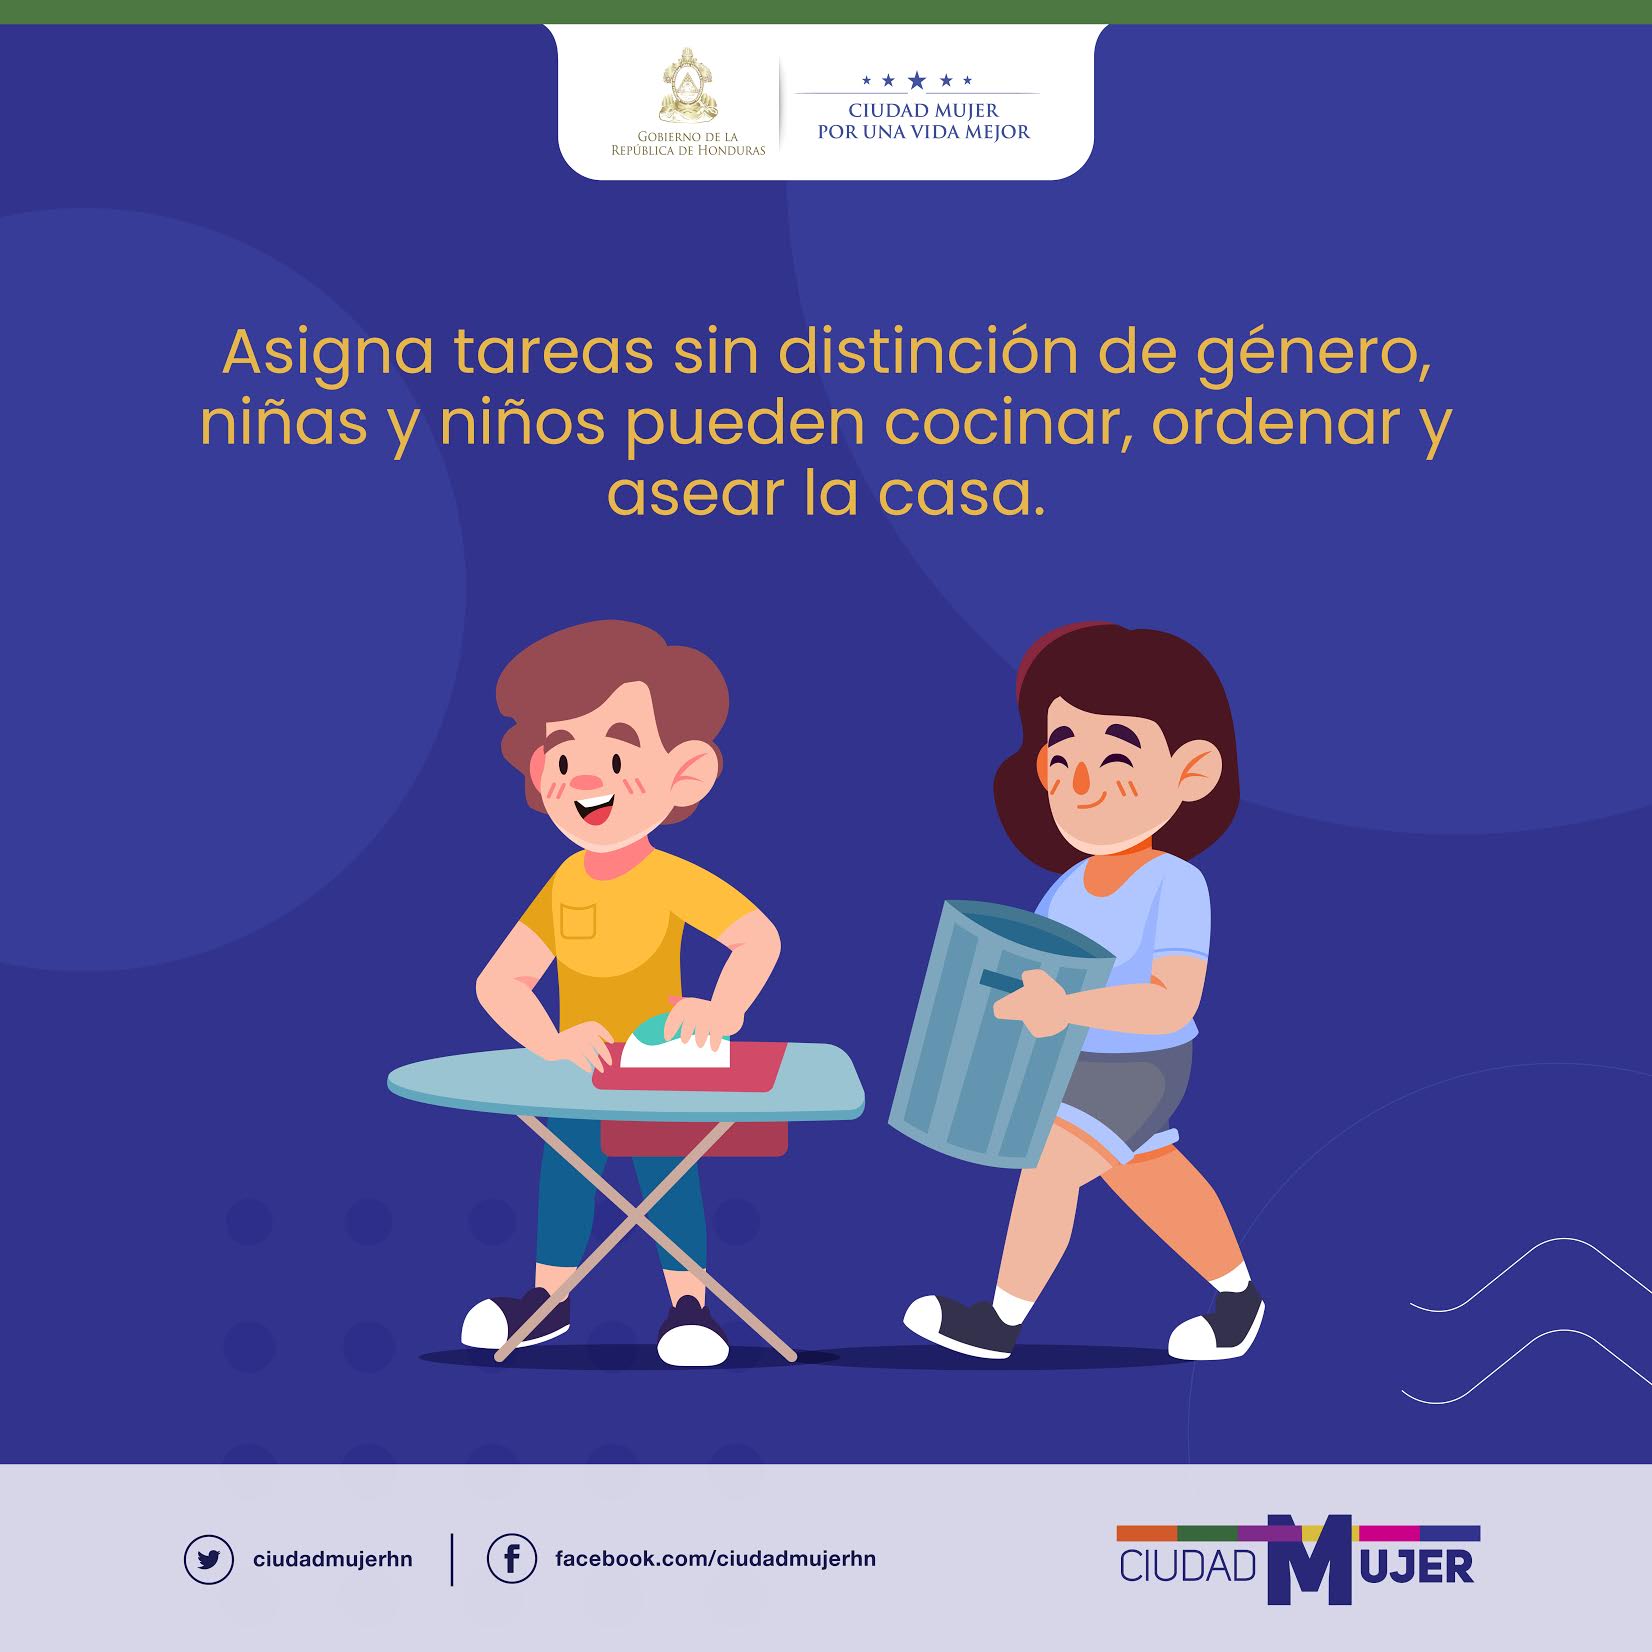 GOBIERNO DE LA
REPÚBLICA DE HONDURAS
CIUDAD MUJER
POR UNA VIDA MEJOR
Asigna tareas sin distinción de género,
niñas y niños pueden cocinar, ordenar y
asear la casa.
ciudadmujerhn
facebook.com/ciudadmujerhn
CIUDAD MUJER